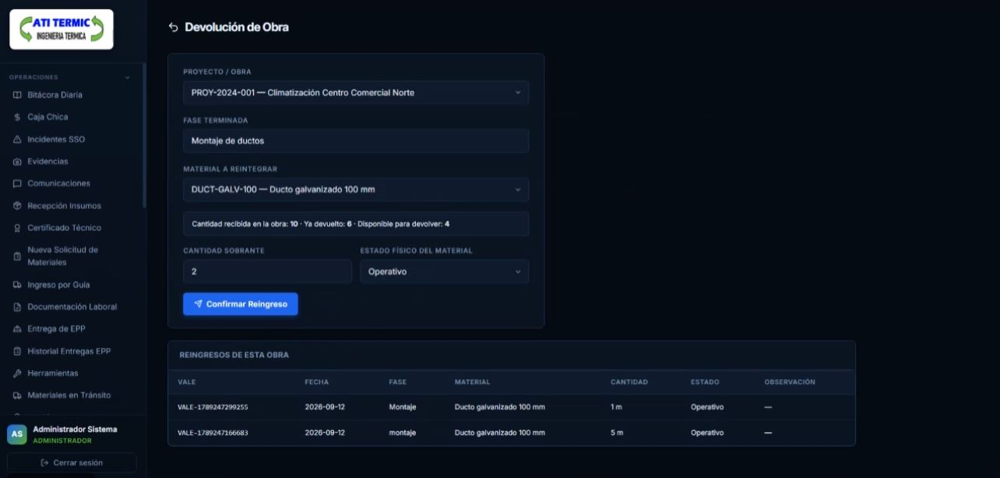 ATI TERMIC
INGENIERIA TERMICA
OPERACIONES
Bitácora Diaria
Caja Chica
Incidentes SSO
Evidencias
Comunicaciones
Recepción Insumos
Certificado Técnico
Nueva Solicitud de
Materiales
Ingreso por Guía
Documentación Laboral
Entrega de EPP
Historial Entregas EPP
Herramientas
Materiales en Tránsito
AS
Administrador Sistema
ADMINISTRADOR
Cerrar sesión
Devolución de Obra
PROYECTO / OBRA
PROY-2024-001 — Climatización Centro Comercial Norte
FASE TERMINADA
Montaje de ductos
MATERIAL A REINTEGRAR
DUCT-GALV-100 — Ducto galvanizado 100 mm
Cantidad recibida en la obra: 10 · Ya devuelto: 6 · Disponible para devolver: 4
CANTIDAD SOBRANTE ESTADO FÍSICO DEL MATERIAL
2 Operativo
Confirmar Reingreso
REINGRESOS DE ESTA OBRA
VALE FECHA FASE MATERIAL CANTIDAD ESTADO OBSERVACIÓN
VALE-1789247299255 2026-09-12 Montaje Ducto galvanizado 100 mm 1 m Operativo —
VALE-1789247166683 2026-09-12 montaje Ducto galvanizado 100 mm 5 m Operativo —